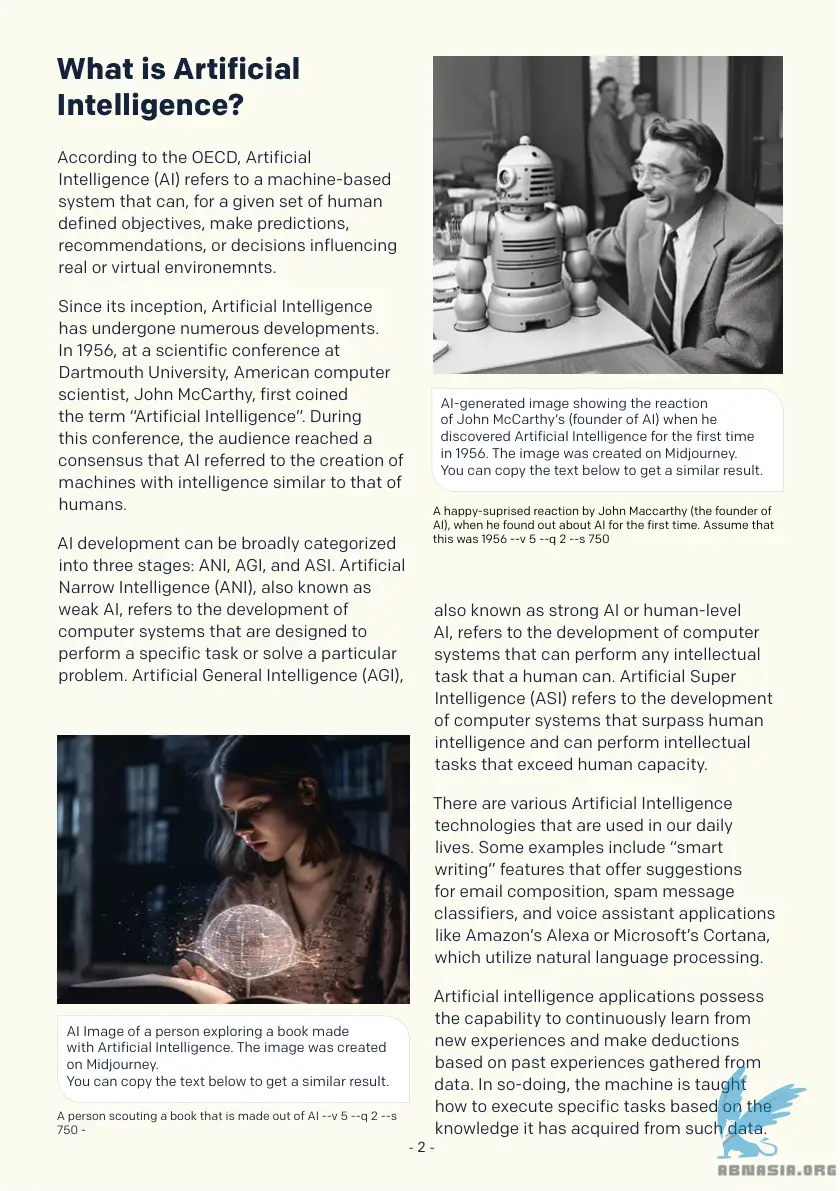 What is Artificial
Intelligence?
According to the OECD, Artificial
Intelligence (AI) refers to a machine-based
system that can, for a given set of human
defined objectives, make predictions,
recommendations, or decisions influencing
real or virtual environemnts.
Since its inception, Artificial Intelligence
has undergone numerous developments.
In 1956, at a scientific conference at
Dartmouth University, American computer
scientist, John McCarthy, first coined
the term “Artificial Intelligence”. During
this conference, the audience reached a
consensus that AI referred to the creation of
machines with intelligence similar to that of
humans.
AI development can be broadly categorized
into three stages: ANI, AGI, and ASI. Artificial
Narrow Intelligence (ANI), also known as
weak AI, refers to the development of
computer systems that are designed to
perform a specific task or solve a particular
problem. Artificial General Intelligence (AGI),
AI Image of a person exploring a book made
with Artificial Intelligence. The image was created
on Midjourney.
You can copy the text below to get a similar result.
A person scouting a book that is made out of AI --v 5 --q 2 --s
750 -
AI-generated image showing the reaction
of John McCarthy’s (founder of AI) when he
discovered Artificial Intelligence for the first time
in 1956. The image was created on Midjourney.
You can copy the text below to get a similar result.
A happy-suprised reaction by John Maccarthy (the founder of
AI), when he found out about AI for the first time. Assume that
this was 1956 --v 5 --q 2 --s 750
also known as strong AI or human-level
AI, refers to the development of computer
systems that can perform any intellectual
task that a human can. Artificial Super
Intelligence (ASI) refers to the development
of computer systems that surpass human
intelligence and can perform intellectual
tasks that exceed human capacity.
There are various Artificial Intelligence
technologies that are used in our daily
lives. Some examples include “smart
writing” features that offer suggestions
for email composition, spam message
classifiers, and voice assistant applications
like Amazon’s Alexa or Microsoft’s Cortana,
which utilize natural language processing.
Artificial intelligence applications possess
the capability to continuously learn from
new experiences and make deductions
based on past experiences gathered from
data. In so-doing, the machine is taught
how to execute specific tasks based on the
knowledge it has acquired from such data.
- 2 -
ABNASIA.ORG